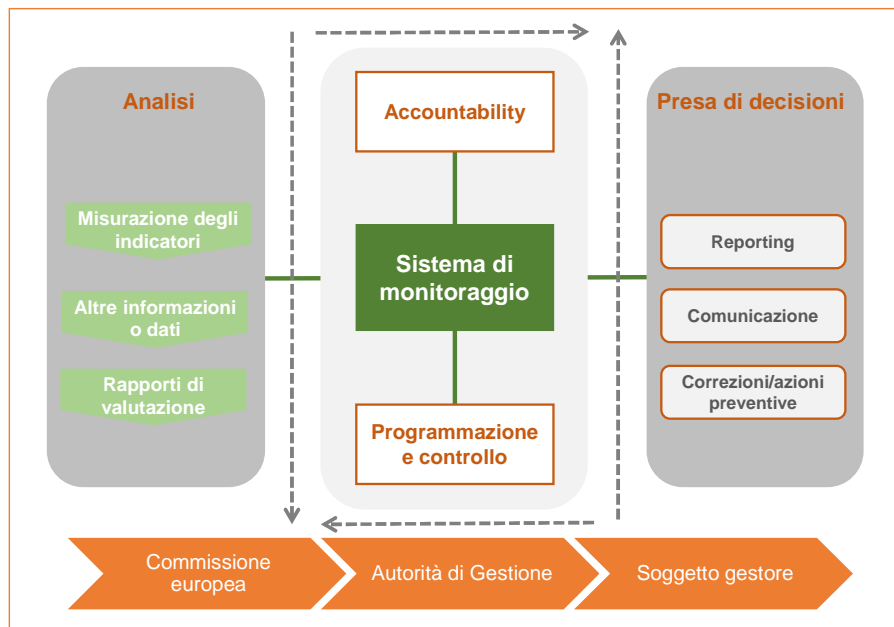 Analisi
Misurazione degli
indicatori
Altre informazioni
o dati
Rapporti di
valutazione
Accountability
Sistema di
monitoraggio
Programmazione
e controllo
Presa di decisioni
Reporting
Comunicazione
Correzioni/azioni
preventive
Commissione
europea
Autorità di Gestione
Soggetto gestore